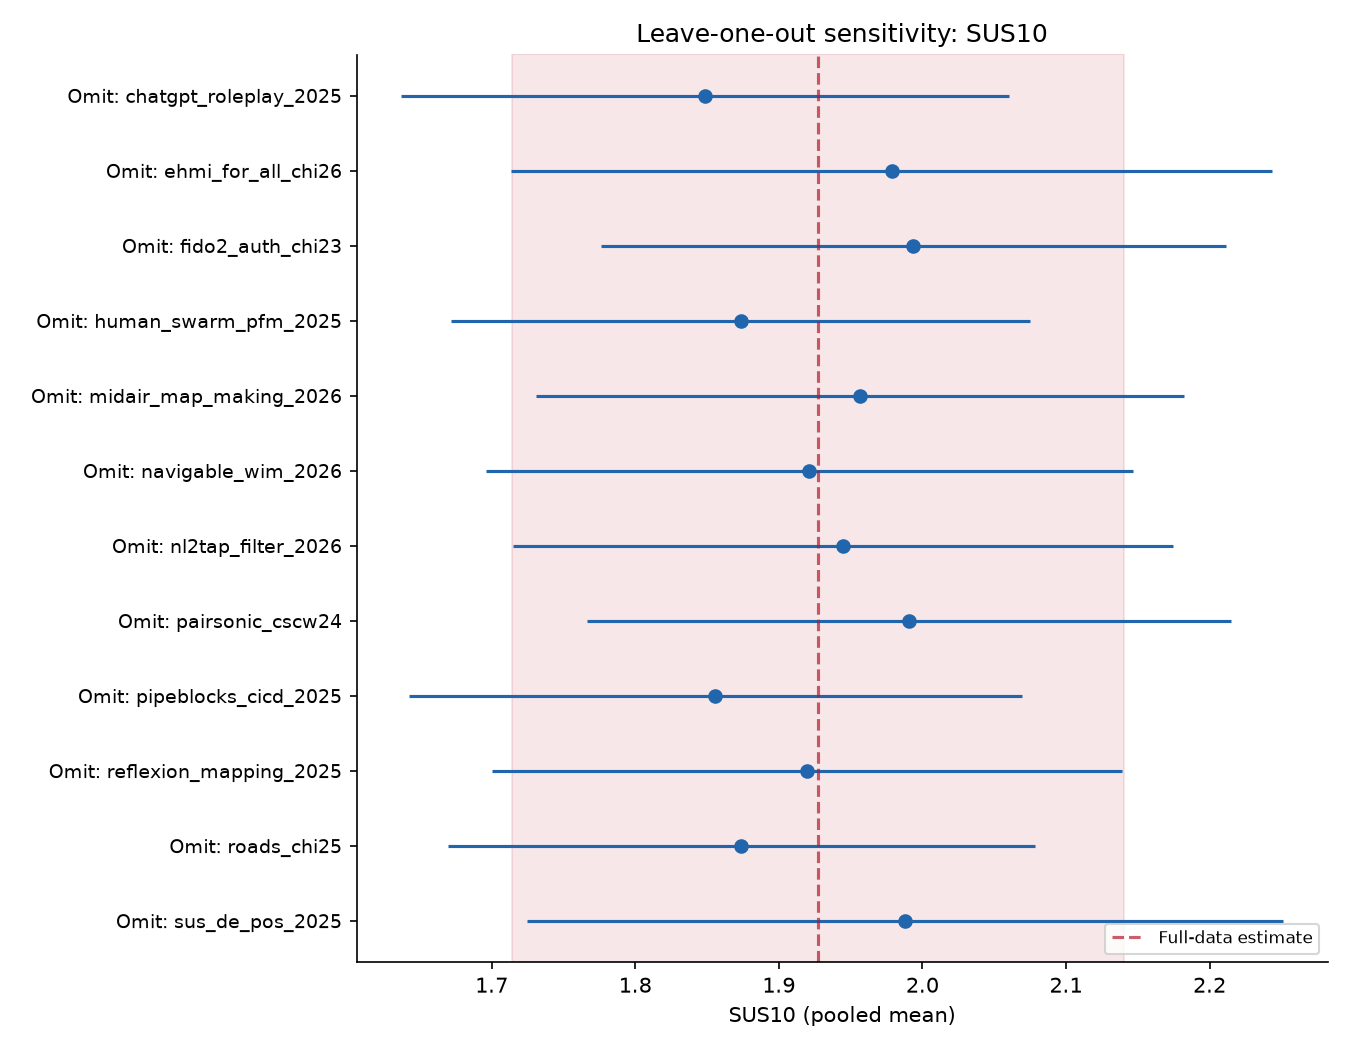 Leave-one-out sensitivity: SUS10
Omit: chatgpt_roleplay_2025
Omit: ehmi_for_all_chi26
Omit: fido2_auth_chi23
Omit: human_swarm_pfm_2025
Omit: midair_map_making_2026
Omit: navigable_wim_2026
Omit: nl2tap_filter_2026
Omit: pairsonic_cscw24
Omit: pipeblocks_cicd_2025
Omit: reflexion_mapping_2025
Omit: roads_chi25
Omit: sus_de_pos_2025
Full-data estimate
1.7 1.8 1.9 2.0 2.1 2.2
SUS10 (pooled mean)